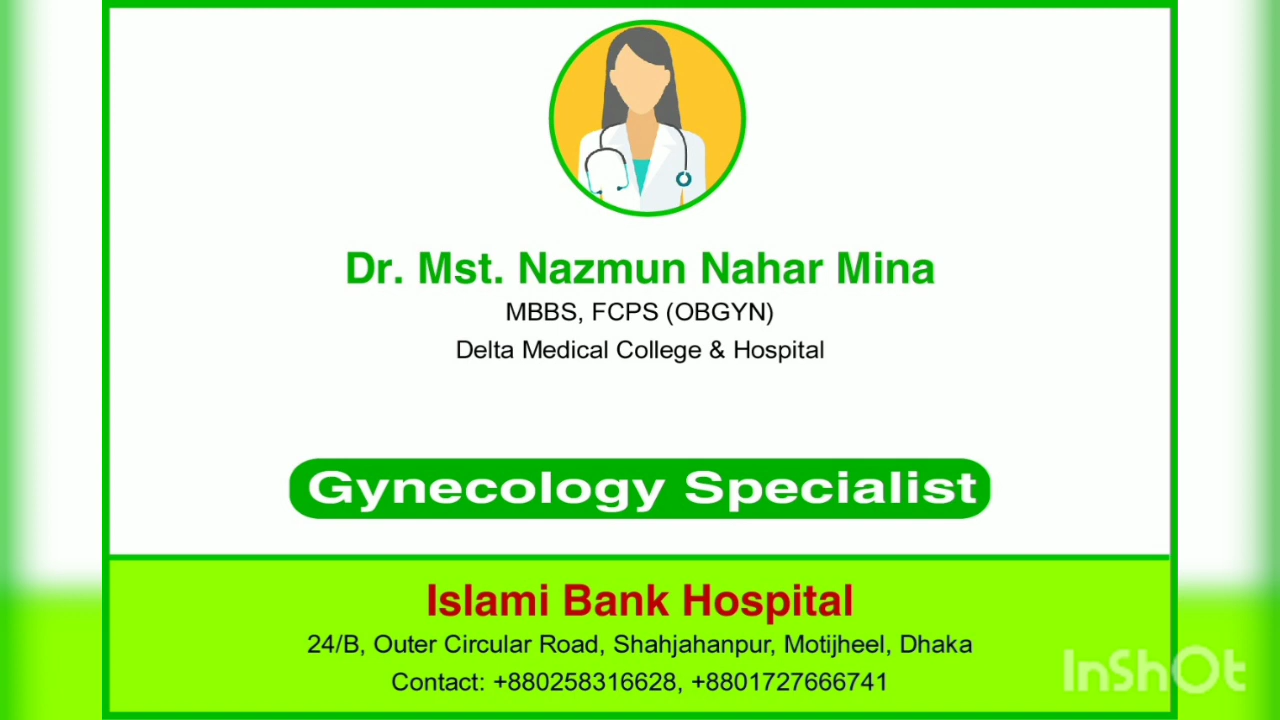 Dr. Mst. Nazmun Nahar Mina
MBBS, FCPS (OBGYN)
Delta Medical College & Hospital
Gynecology Specialist
Islami Bank Hospital
24/B, Outer Circular Road, Shahjahanpur, Motijheel, Dhaka
Contact: +880258316628, +8801727666741
InShOt